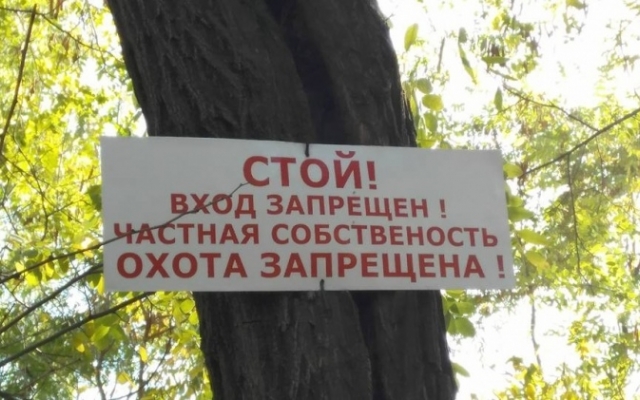 СТОЙ!
ВХОД ЗАПРЕЩЕН !
ЧАСТНАЯ СОБСТВЕНОСТЬ
ОХОТА ЗАПРЕЩЕНА !